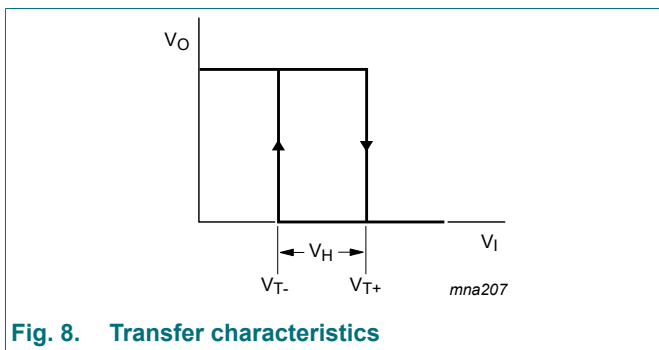 VO
VI
VH
VT-
VT+
mna207
Fig. 8. Transfer characteristics